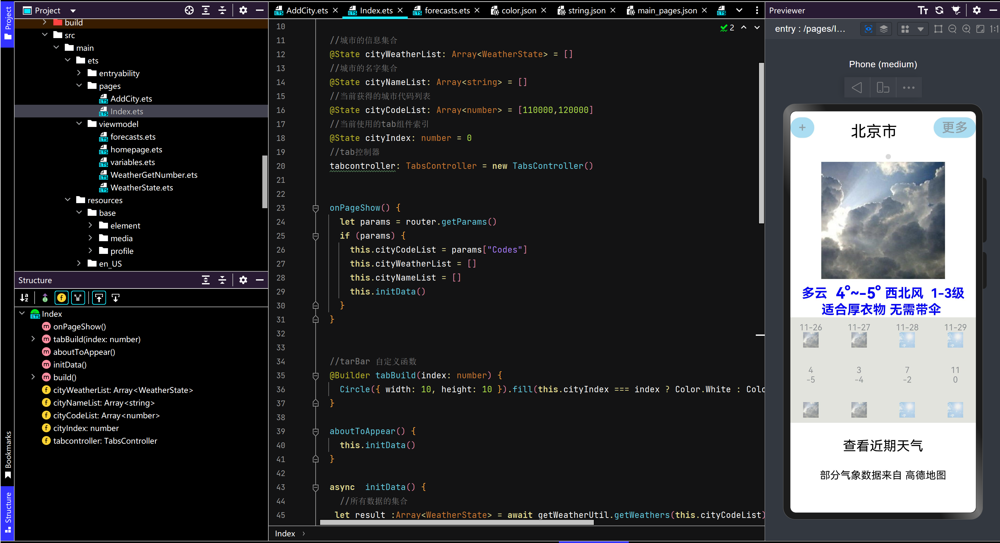 Project
Project
build
src
main
ets
entryability
pages
AddCity.ets
Index.ets
viewmodel
forecasts.ets
homepage.ets
variables.ets
WeatherGetNumber.ets
WeatherState.ets
resources
base
element
media
profile
en_US
Structure
Index
onPageShow()
tabBuild(index: number)
aboutToAppear()
initData()
build()
cityWeatherList: Array<WeatherState>
cityNameList: Array<string>
cityCodeList: Array<number>
cityIndex: number
tabcontroller: TabsController
Bookmarks
Structure
AddCity.ets Index.ets forecasts.ets color.json string.json main_pages.json
2
10
11 //城市的信息集合
12 @State cityWeatherList: Array<WeatherState> = []
13 //城市的名字集合
14 @State cityNameList: Array<string> = []
15 //当前获得的城市代码列表
16 @State cityCodeList: Array<number> = [110000,120000]
17 //当前使用的tab组件索引
18 @State cityIndex: number = 0
19 //tab控制器
20 tabcontroller: TabsController = new TabsController()
21
22
23 onPageShow() {
24 let params = router.getParams()
25 if (params) {
26 this.cityCodeList = params["Codes"]
27 this.cityWeatherList = []
28 this.cityNameList = []
29 this.initData()
30 }
31 }
32
33
34 //tarBar 自定义函数
35 @Builder tabBuild(index: number) {
36 Circle({ width: 10, height: 10 }).fill(this.cityIndex === index ? Color.White : Colo
37 }
38
39 aboutToAppear() {
40 this.initData()
41 }
42
43 async initData() {
44 //所有数据的集合
45 let result :Array<WeatherState> = await getWeatherUtil.getWeathers(this.cityCodeList)
Index
Previewer
entry : /pages/I...
1:1
Phone (medium)
+ 北京市 更多
多云 4°~-5° 西北风 1-3级
适合厚衣物 无需带伞
11-26 11-27 11-28 11-29
4 3 7 11
-5 -4 -2 0
查看近期天气
部分气象数据来自 高德地图